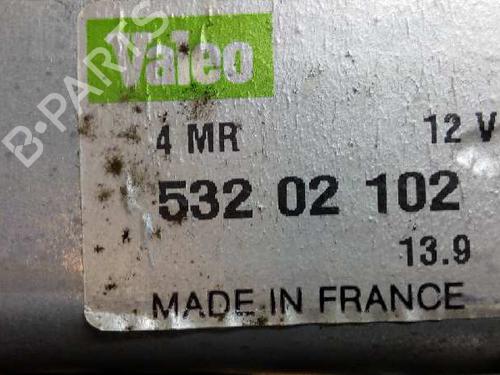 B-PARTS
Valeo
4 MR 12 V
532 02 102
13.9
MADE IN FRANCE